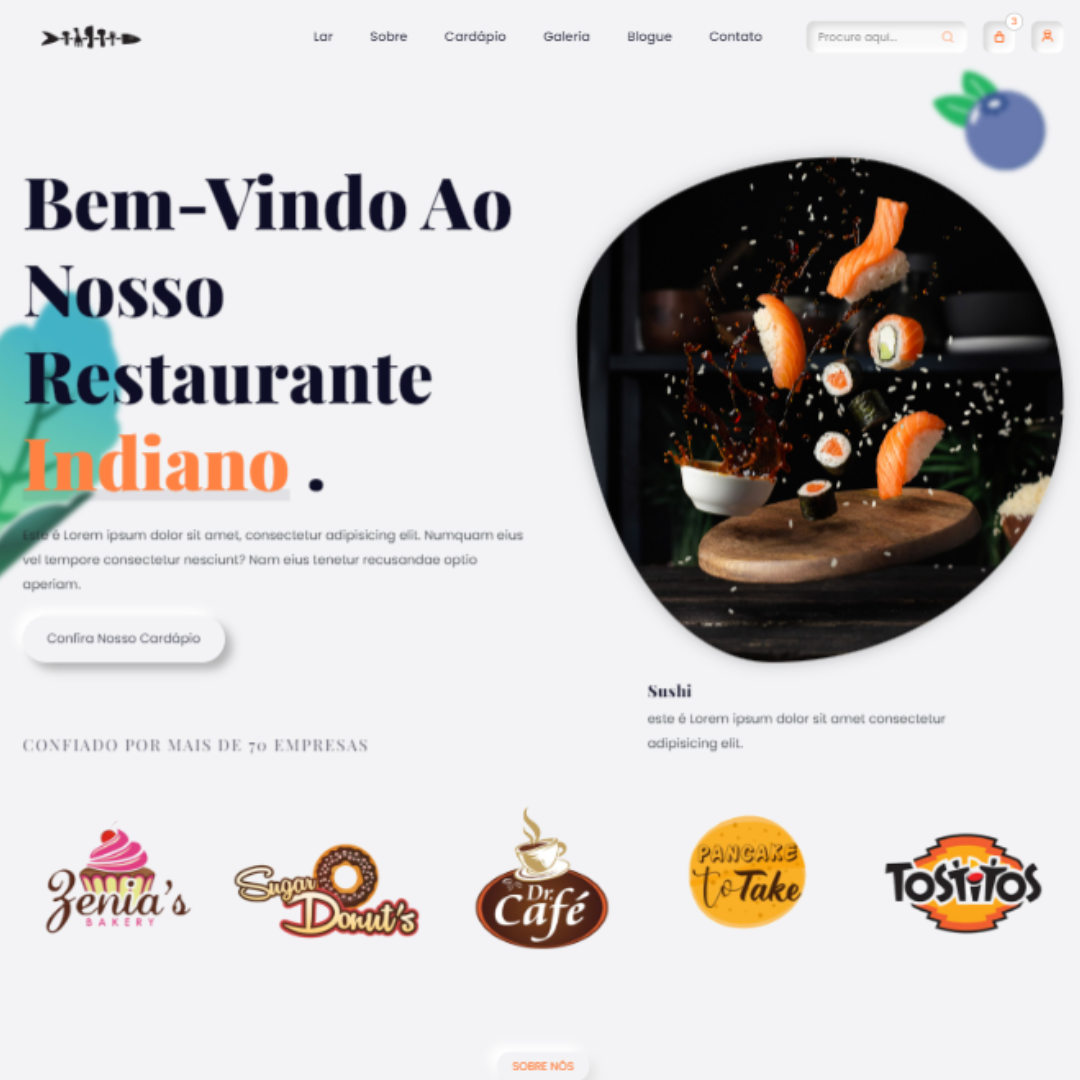 Lar
Sobre
Cardápio
Galeria
Blogue
Contato
Procure aqui...
3
Bem-Vindo Ao
Nosso
Restaurante
Indiano .
Este é Lorem ipsum dolor sit amet, consectetur adipisicing elit. Numquam eius
vel tempore consectetur nesciunt? Nam eius tenetur recusandae optio
aperiam.
Confira Nosso Cardápio
Sushi
este é Lorem ipsum dolor sit amet consectetur
adipisicing elit.
CONFIADO POR MAIS DE 70 EMPRESAS
Zenia's
BAKERY
Sugar
Donut's
Dr.
Café
PANCAKE
to Take
TOSTITOS
SOBRE NÓS